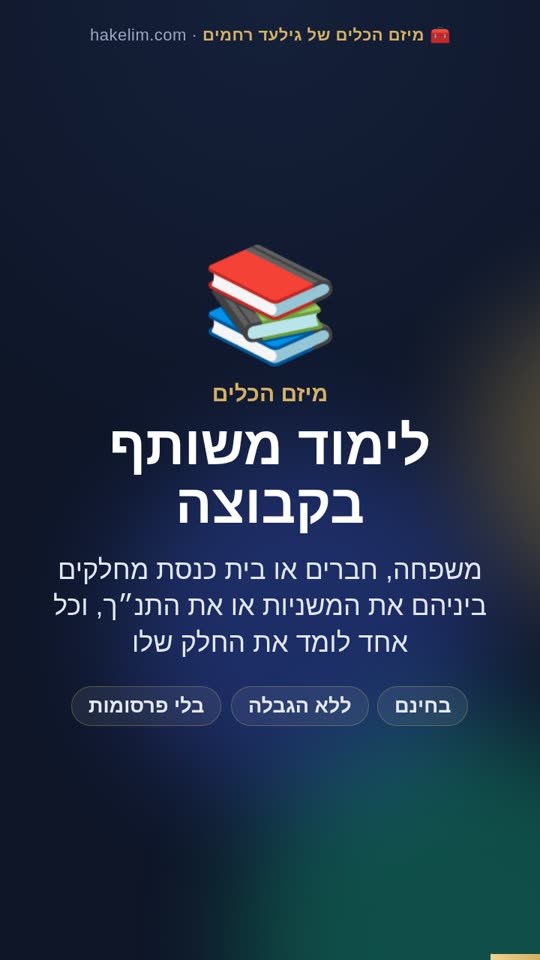 🧰 מיזם הכלים של גילעד רחמים · hakelim.com
מיזם הכלים
לימוד משותף
בקבוצה
משפחה, חברים או בית כנסת מחלקים
ביניהם את המשניות או את התנ״ך, וכל
אחד לומד את החלק שלו
בחינם
ללא הגבלה
בלי פרסומות